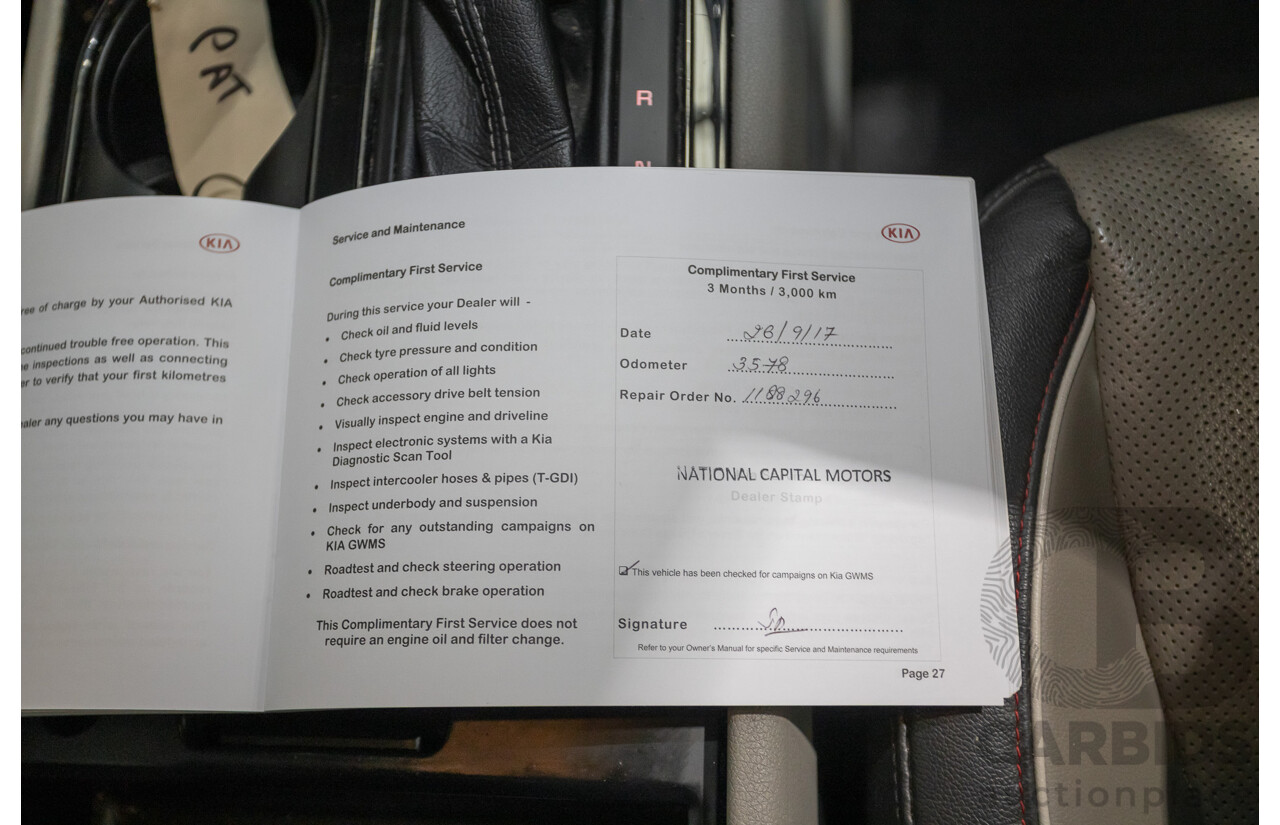 PAT
R
N
KIA
ree of charge by your Authorised KIA
continued trouble free operation. This
inspections as well as connecting
er to verify that your first kilometres
ealer any questions you may have in
Service and Maintenance
Complimentary First Service
During this service your Dealer will -
• Check oil and fluid levels
• Check tyre pressure and condition
• Check operation of all lights
• Check accessory drive belt tension
• Visually inspect engine and driveline
• Inspect electronic systems with a Kia
Diagnostic Scan Tool
• Inspect intercooler hoses & pipes (T-GDI)
• Inspect underbody and suspension
• Check for any outstanding campaigns on
KIA GWMS
• Roadtest and check steering operation
• Roadtest and check brake operation
This Complimentary First Service does not
require an engine oil and filter change.
KIA
Complimentary First Service
3 Months / 3,000 km
Date 26/9/17
Odometer 3578
Repair Order No. 1188296
NATIONAL CAPITAL MOTORS
Dealer Stamp
This vehicle has been checked for campaigns on Kia GWMS
Signature
Refer to your Owner's Manual for specific Service and Maintenance requirements
Page 27
CARBIDS
auctionpla